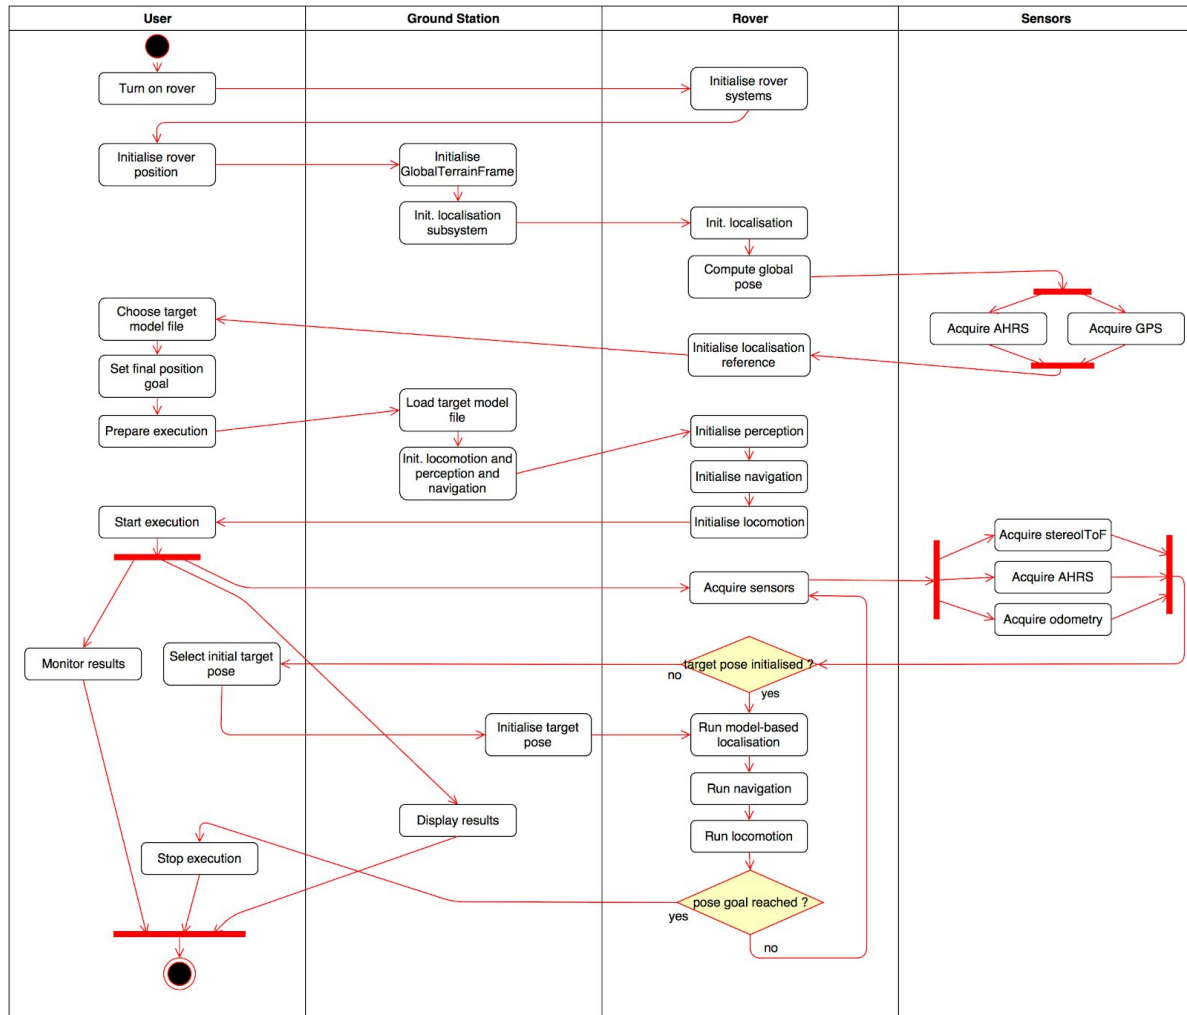 User
Ground Station
Rover
Sensors
Turn on rover
Initialise rover
systems
Initialise rover
position
Initialise
GlobalTerrainFrame
Init. localisation
subsystem
Init. localisation
Compute global
pose
Acquire AHRS
Acquire GPS
Choose target
model file
Initialise localisation
reference
Set final position
goal
Prepare execution
Load target model
file
Init. locomotion and
perception and
navigation
Initialise perception
Initialise navigation
Initialise locomotion
Start execution
Acquire stereoIToF
Acquire AHRS
Acquire odometry
Acquire sensors
Monitor results
Select initial target
pose
target pose initialised ?
no
yes
Initialise target
pose
Run model-based
localisation
Run navigation
Display results
Run locomotion
Stop execution
pose goal reached ?
yes
no